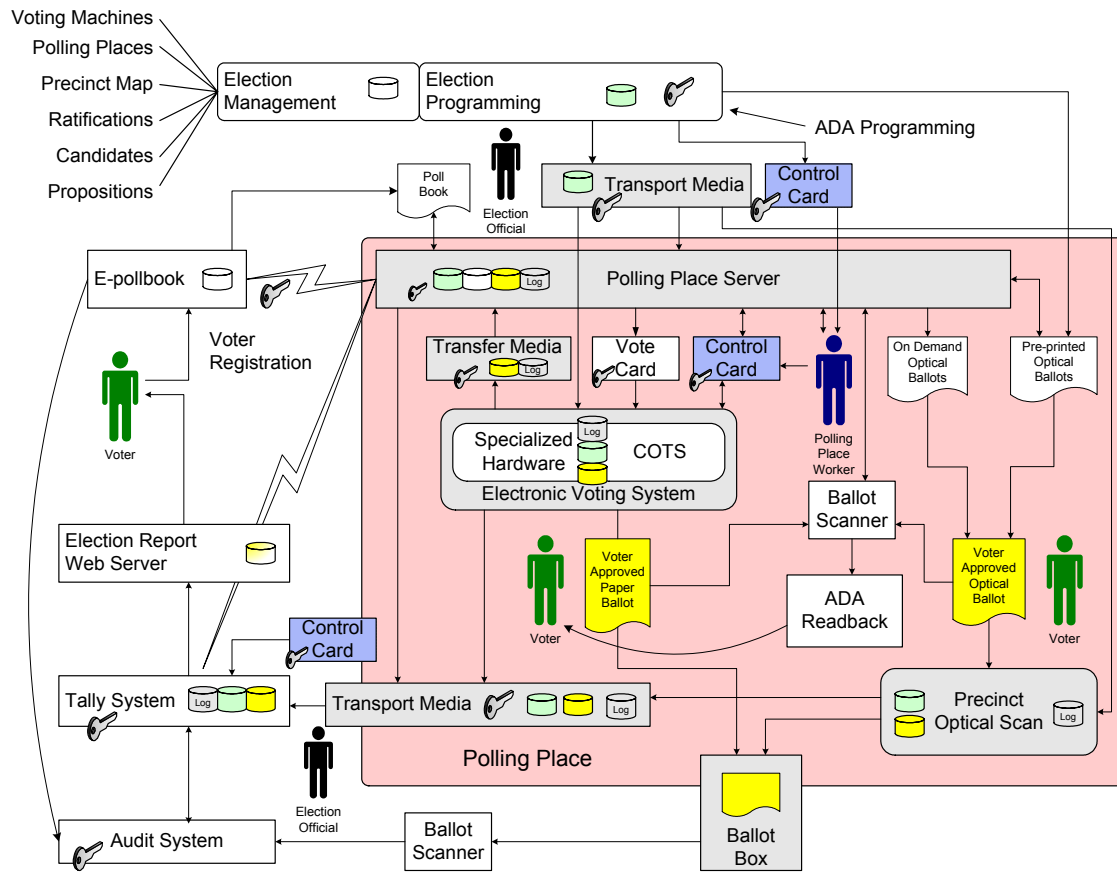 Voting Machines
Polling Places
Precinct Map
Ratifications
Candidates
Propositions
Election
Management
Election
Programming
ADA Programming
Poll
Book
Election
Official
Transport Media
Control
Card
E-pollbook
Polling Place Server
Log
Voter
Registration
Transfer Media
Log
Vote
Card
Control
Card
On Demand
Optical
Ballots
Pre-printed
Optical
Ballots
Voter
Polling
Place
Worker
Log
Specialized
Hardware
COTS
Electronic Voting System
Ballot
Scanner
Election Report
Web Server
Voter
Approved
Paper
Ballot
Voter
Approved
Optical
Ballot
ADA
Readback
Voter
Voter
Control
Card
Tally System
Log
Transport Media
Log
Precinct
Optical Scan
Log
Polling Place
Election
Official
Audit System
Ballot
Scanner
Ballot
Box